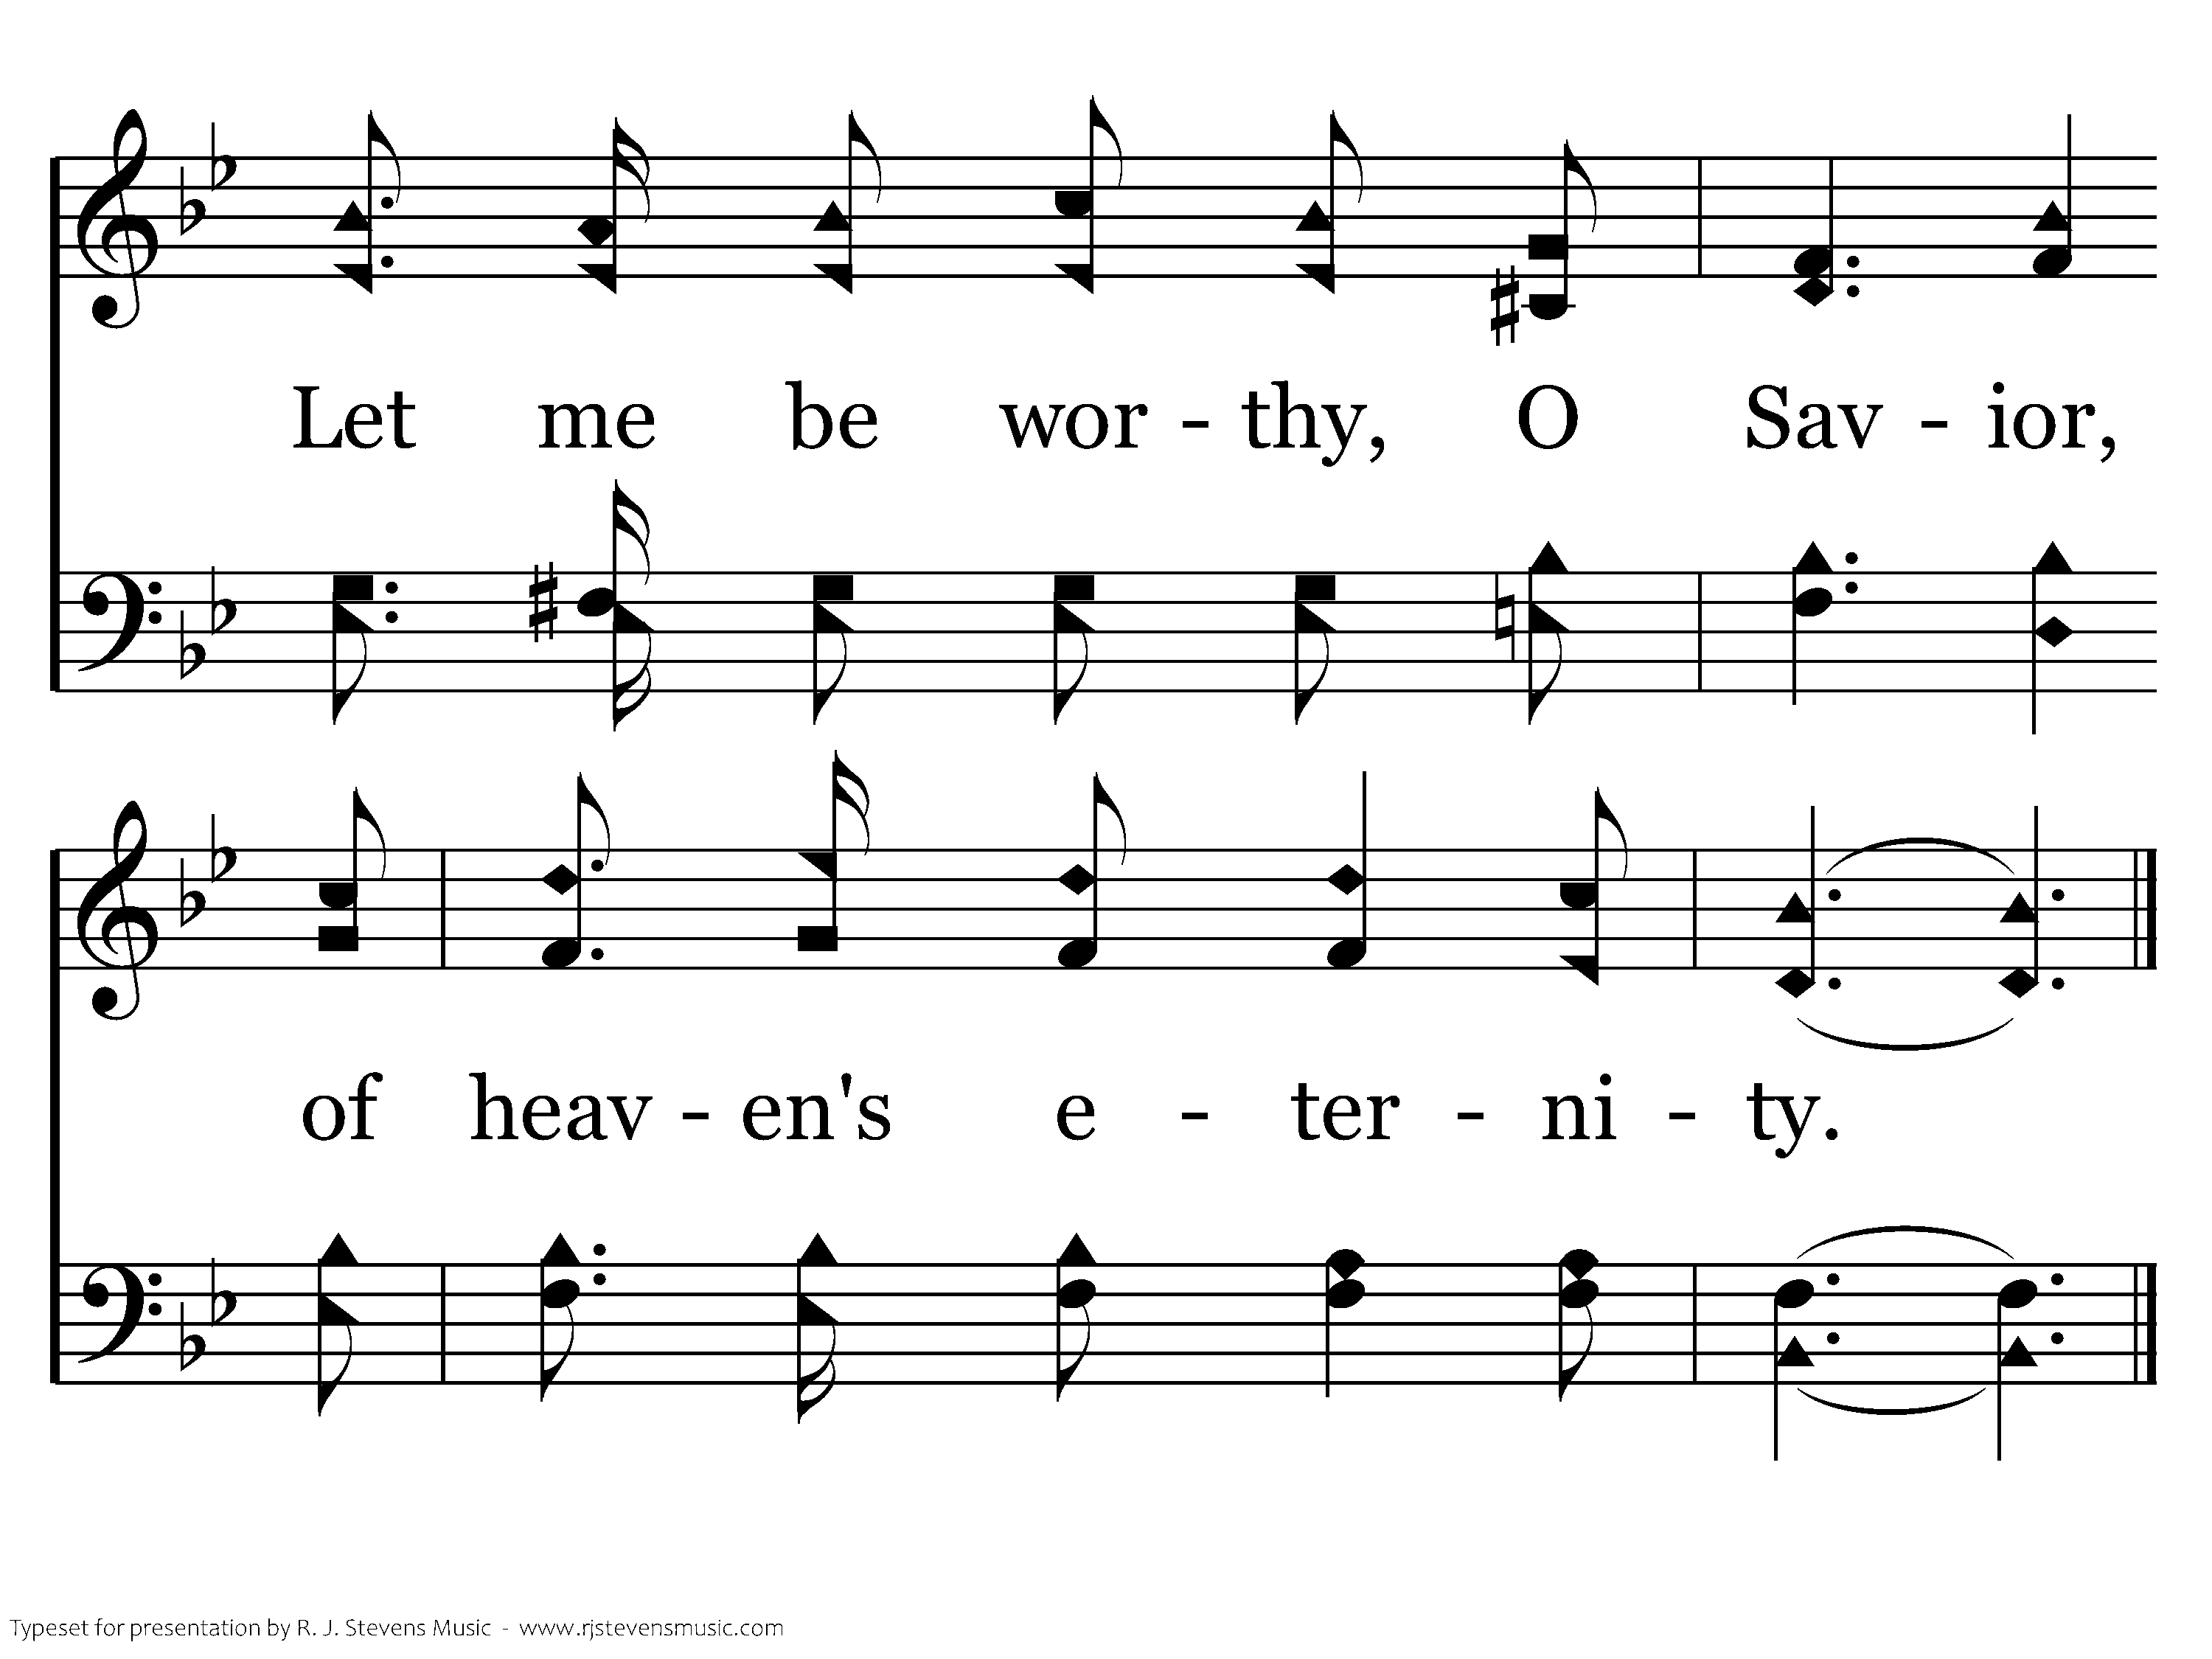 Let me be wor - thy, O Sav - ior,
of heav - en's e - ter - ni - ty.
Typeset for presentation by R. J. Stevens Music - www.rjstevensmusic.com